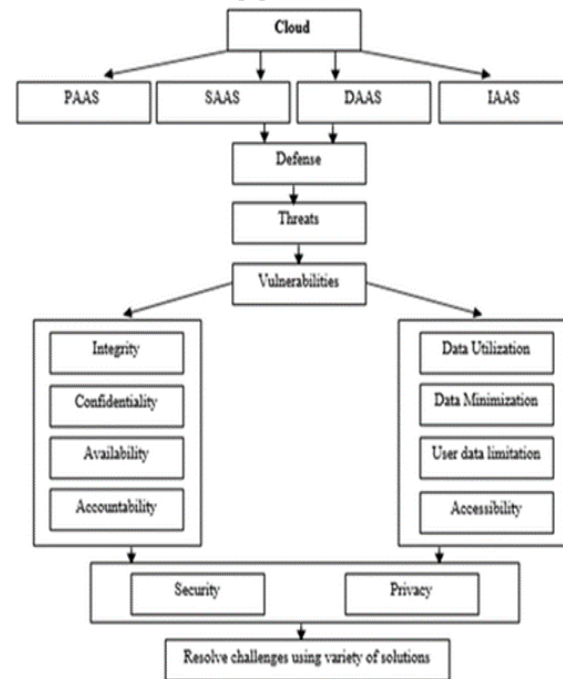 Cloud
PAAS
SAAS
DAAS
IAAS
Defense
Threats
Vulnerabilities
Integrity
Confidentiality
Availability
Accountability
Data Utilization
Data Minimization
User data limitation
Accessibility
Security
Privacy
Resolve challenges using variety of solutions